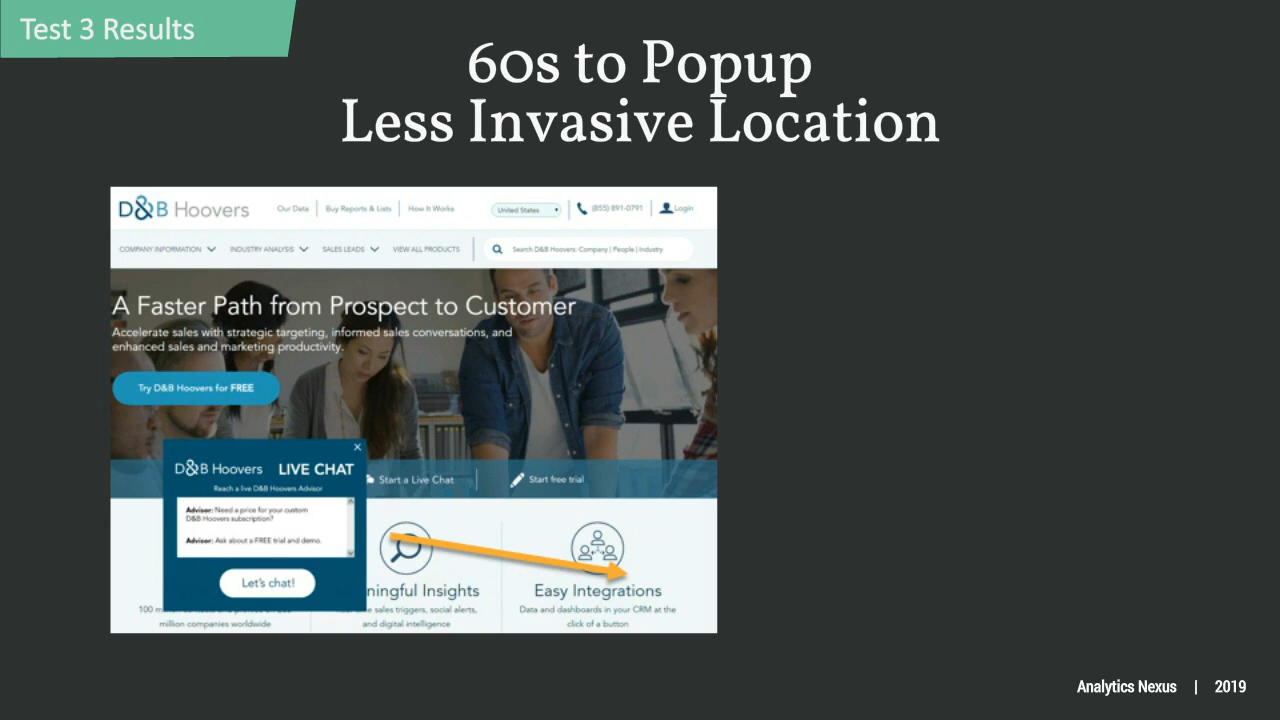 Test 3 Results
60s to Popup
Less Invasive Location
D&B Hoovers
Our Data | Buy Reports & Lists | How It Works
United States
(855) 891-0791
Login
COMPANY INFORMATION
INDUSTRY ANALYSIS
SALES LEADS
VIEW ALL PRODUCTS
Search D&B Hoovers: Company | People | Industry
A Faster Path from Prospect to Customer
Accelerate sales with strategic targeting, informed sales conversations, and
enhanced sales and marketing productivity.
Try D&B Hoovers for FREE
D&B Hoovers LIVE CHAT
Reach a live D&B Hoovers Advisor
Advisor: Need a price for your custom
D&B Hoovers subscription?
Advisor: Ask about a FREE trial and demo.
Let's chat!
Start a Live Chat
Start free trial
ningful Insights
Easy Integrations
100
million companies worldwide
sales triggers, social alerts,
and digital intelligence
Data and dashboards in your CRM at the
click of a button
Analytics Nexus | 2019